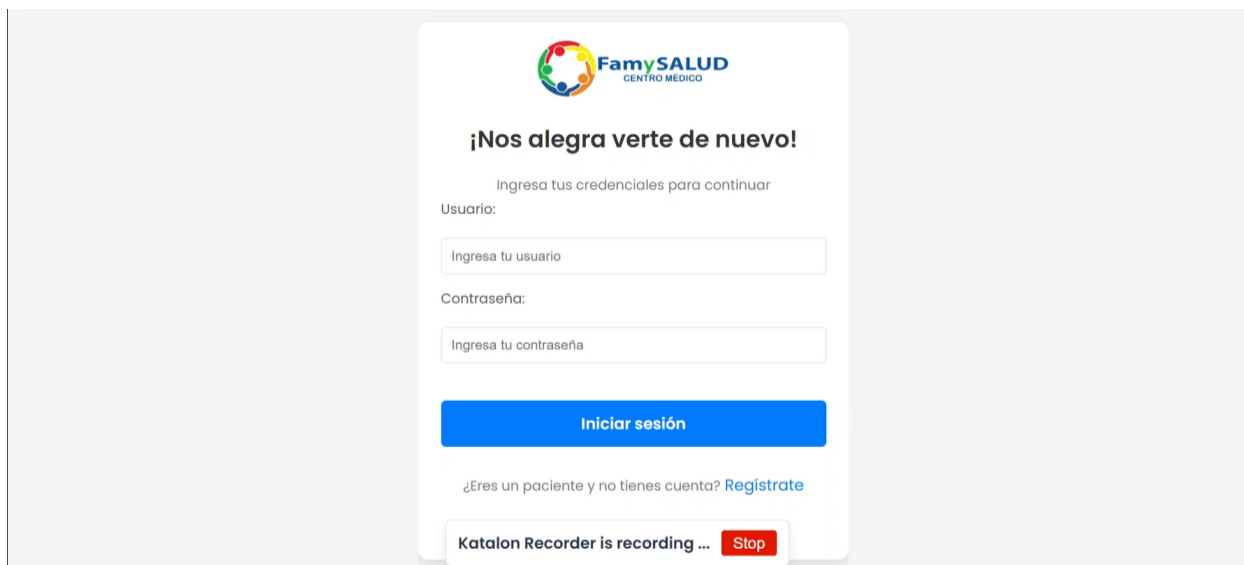 FamySALUD
CENTRO MÉDICO
¡Nos alegra verte de nuevo!
Ingresa tus credenciales para continuar
Usuario:
Ingresa tu usuario
Contraseña:
Ingresa tu contraseña
Iniciar sesión
¿Eres un paciente y no tienes cuenta? Regístrate
Katalon Recorder is recording ... Stop